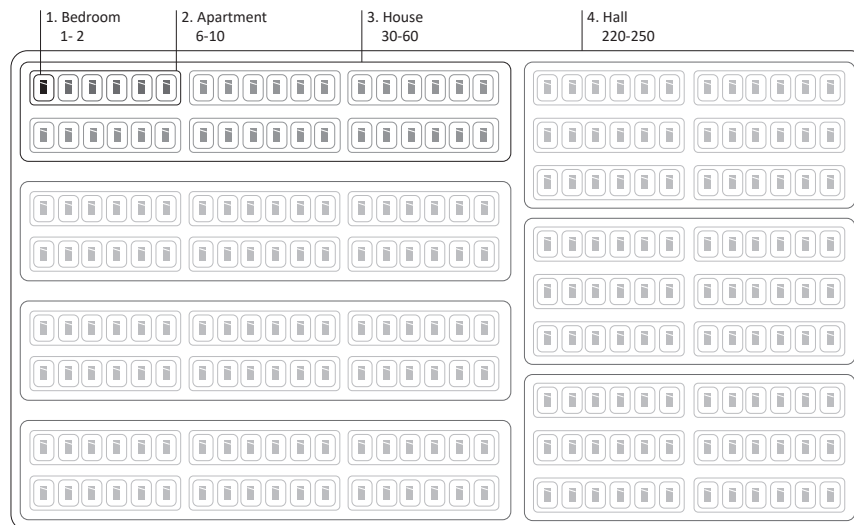 1. Bedroom
1- 2
2. Apartment
6-10
3. House
30-60
4. Hall
220-250